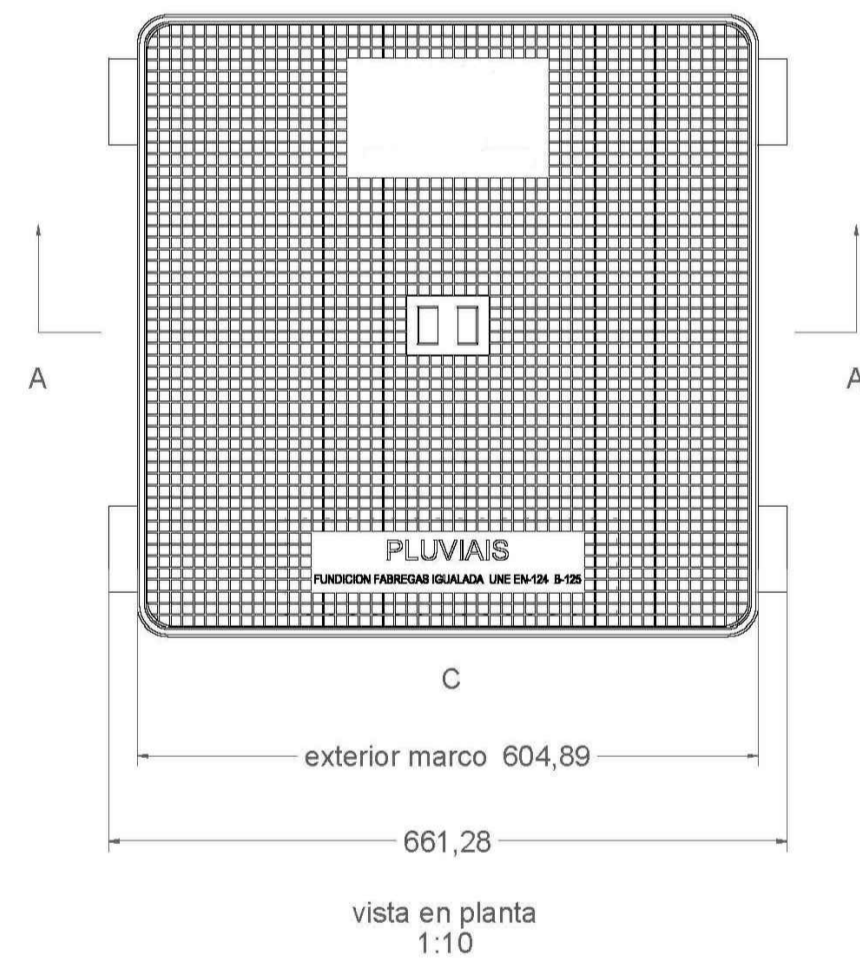 A
A
PLUVIAIS
FUNDICION FABREGAS IGUALADA UNE EN-124 B-125
C
exterior marco 604,89
661,28
vista en planta
1:10